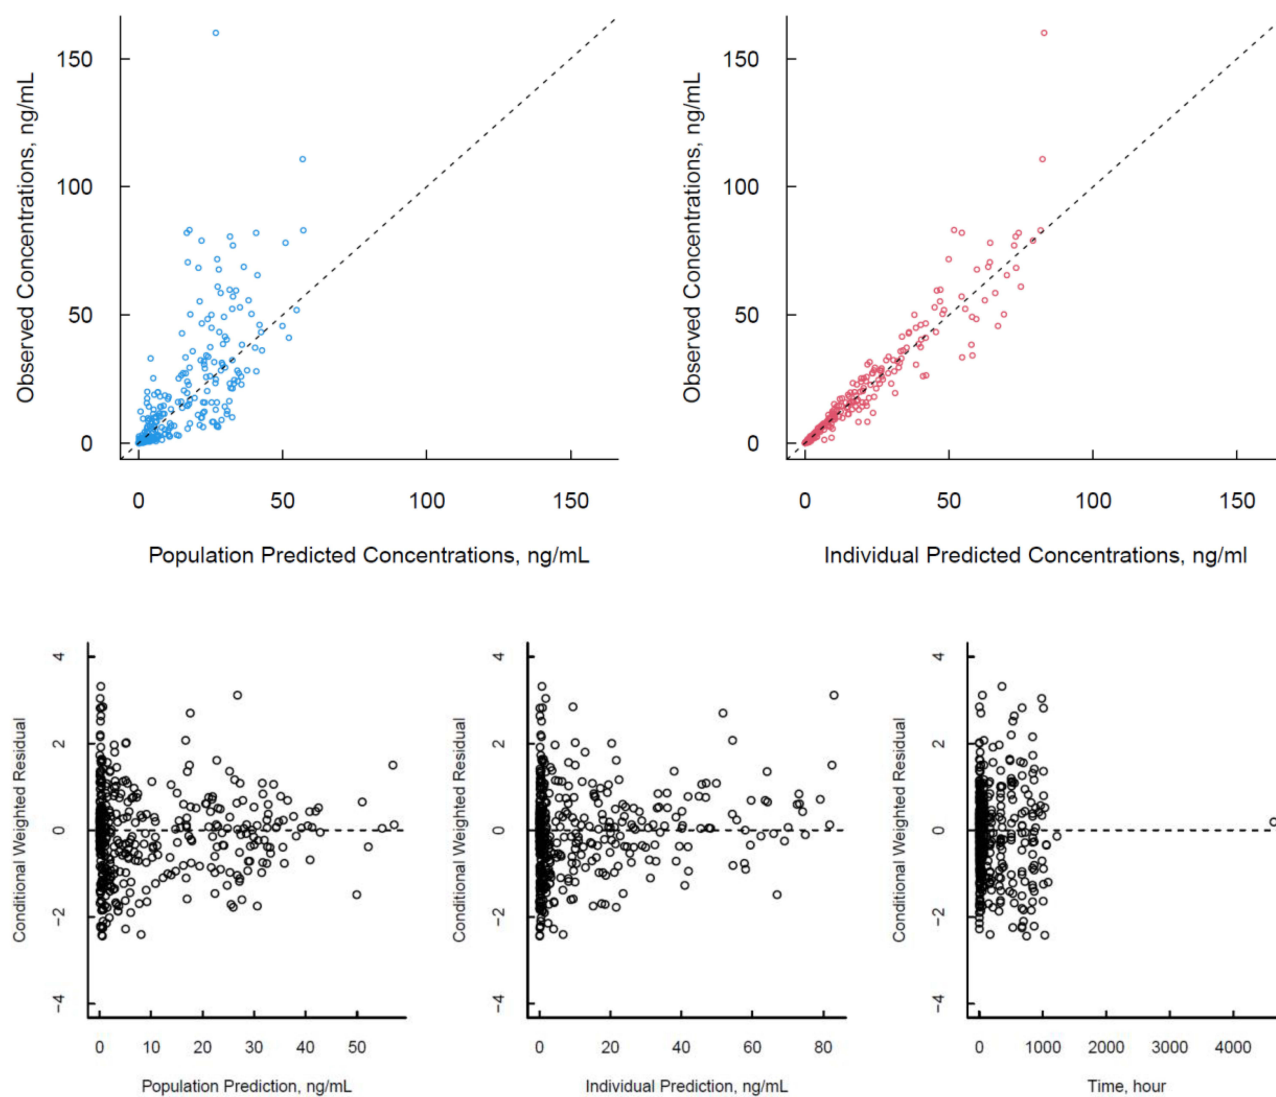 Observed Concentrations, ng/mL
150
100
50
0
0 50 100 150
Population Predicted Concentrations, ng/mL
Observed Concentrations, ng/mL
150
100
50
0
0 50 100 150
Individual Predicted Concentrations, ng/ml
Conditional Weighted Residual
4
2
0
−2
−4
0 10 20 30 40 50
Population Prediction, ng/mL
Conditional Weighted Residual
4
2
0
−2
−4
0 20 40 60 80
Individual Prediction, ng/mL
Conditional Weighted Residual
4
2
0
−2
−4
0 1000 2000 3000 4000
Time, hour